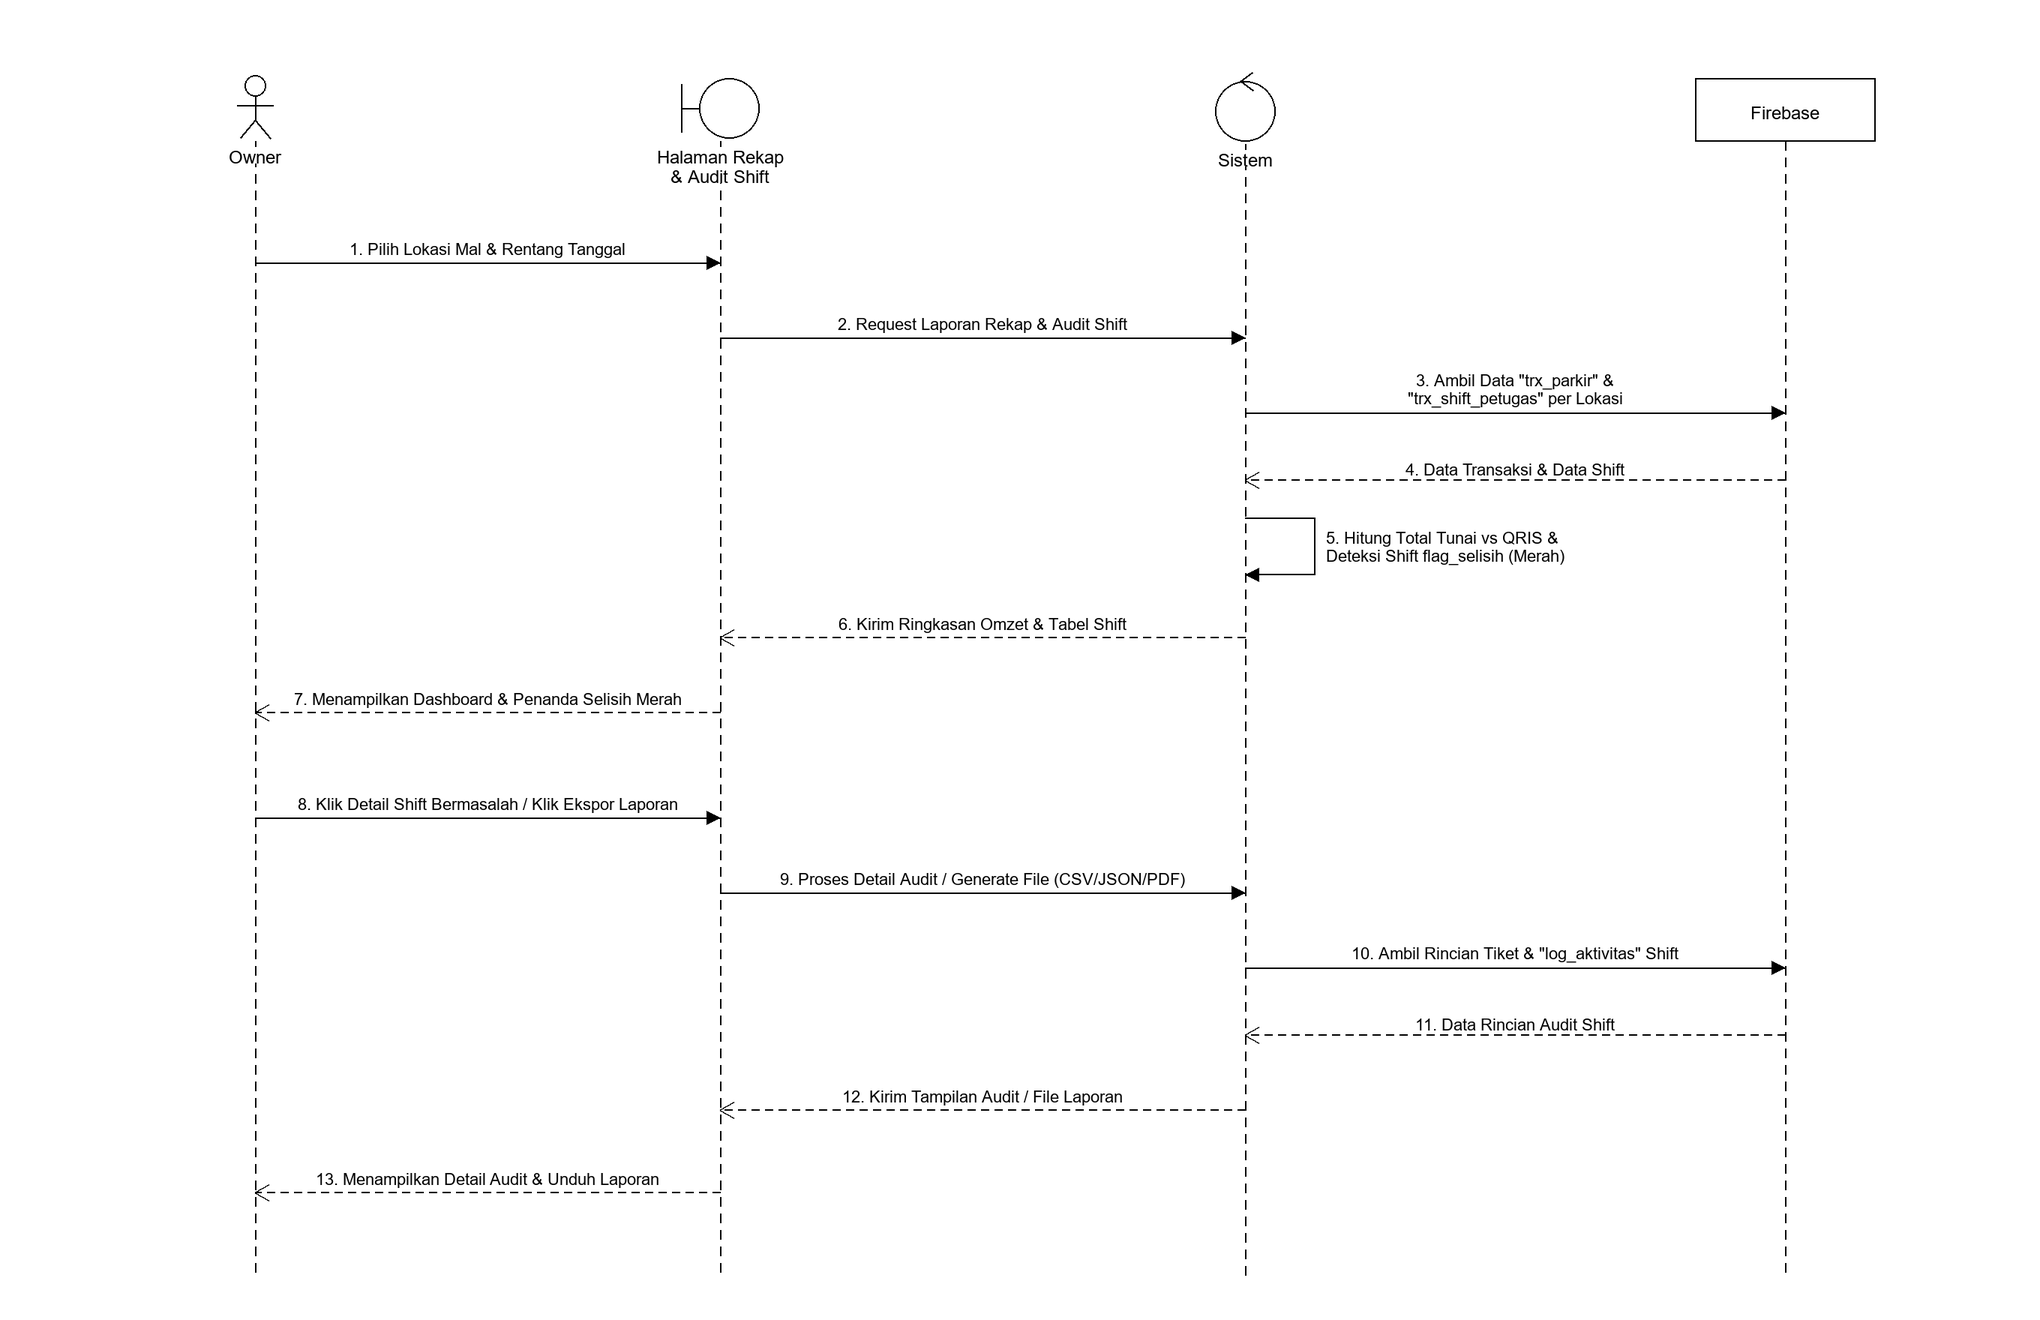 Owner
Halaman Rekap
& Audit Shift
Sistem
Firebase
1. Pilih Lokasi Mal & Rentang Tanggal
2. Request Laporan Rekap & Audit Shift
3. Ambil Data "trx_parkir" &
"trx_shift_petugas" per Lokasi
4. Data Transaksi & Data Shift
5. Hitung Total Tunai vs QRIS &
Deteksi Shift flag_selisih (Merah)
6. Kirim Ringkasan Omzet & Tabel Shift
7. Menampilkan Dashboard & Penanda Selisih Merah
8. Klik Detail Shift Bermasalah / Klik Ekspor Laporan
9. Proses Detail Audit / Generate File (CSV/JSON/PDF)
10. Ambil Rincian Tiket & "log_aktivitas" Shift
11. Data Rincian Audit Shift
12. Kirim Tampilan Audit / File Laporan
13. Menampilkan Detail Audit & Unduh Laporan